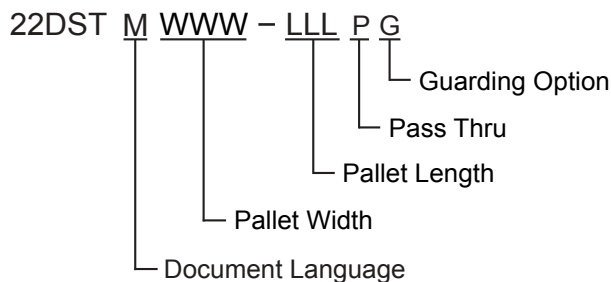 22DST M WWW – LLL P G
Guarding Option
Pass Thru
Pallet Length
Pallet Width
Document Language